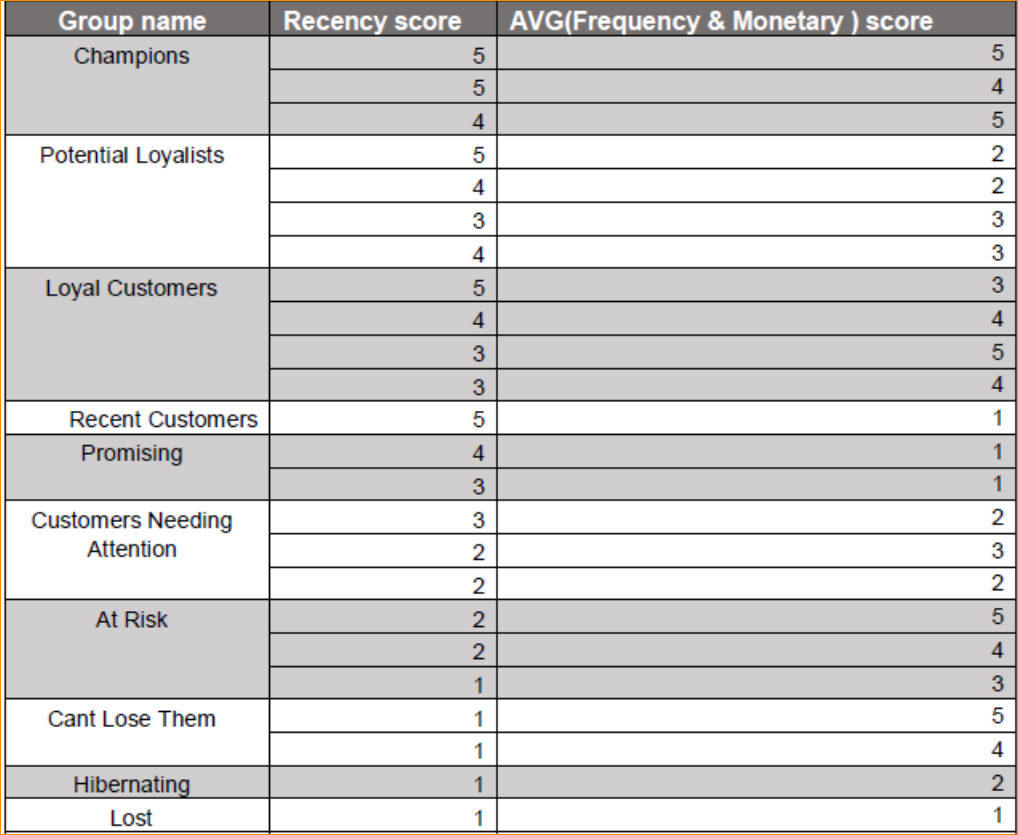 Group name Recency score AVG(Frequency & Monetary ) score
Champions 5 5
5 4
4 5
Potential Loyalists 5 2
4 2
3 3
4 3
Loyal Customers 5 3
4 4
3 5
3 4
Recent Customers 5 1
Promising 4 1
3 1
Customers Needing 3 2
Attention 2 3
2 2
At Risk 2 5
2 4
1 3
Cant Lose Them 1 5
1 4
Hibernating 1 2
Lost 1 1